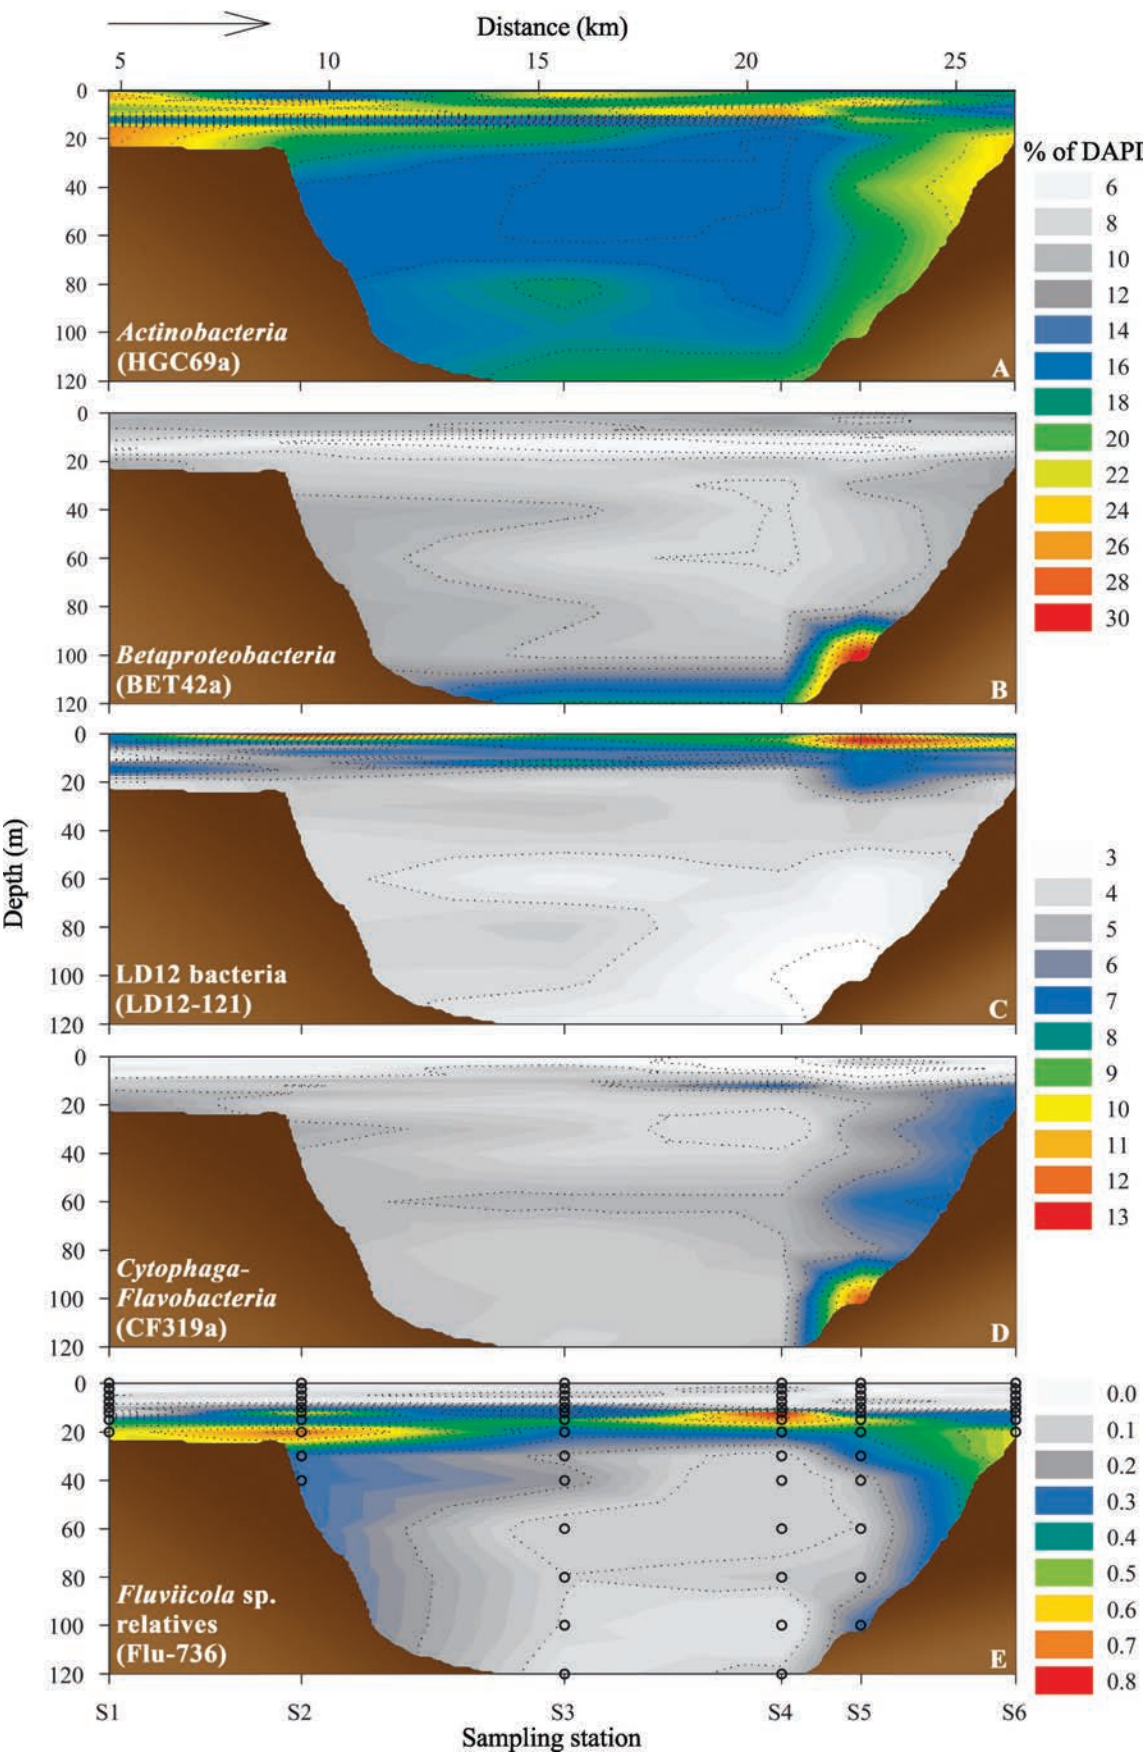 Distance (km)
5 10 15 20 25
0
20
40
60
80
100
120
Actinobacteria
(HGC69a)
A
% of DAPI
6
8
10
12
14
16
18
20
22
24
26
28
30
0
20
40
60
80
100
120
Betaproteobacteria
(BET42a)
B
Depth (m)
0
20
40
60
80
100
120
LD12 bacteria
(LD12-121)
C
3
4
5
6
7
8
9
10
11
12
13
0
20
40
60
80
100
120
Cytophaga-
Flavobacteria
(CF319a)
D
0
20
40
60
80
100
120
Fluviicola sp.
relatives
(Flu-736)
E
0.0
0.1
0.2
0.3
0.4
0.5
0.6
0.7
0.8
S1 S2 S3 S4 S5 S6
Sampling station